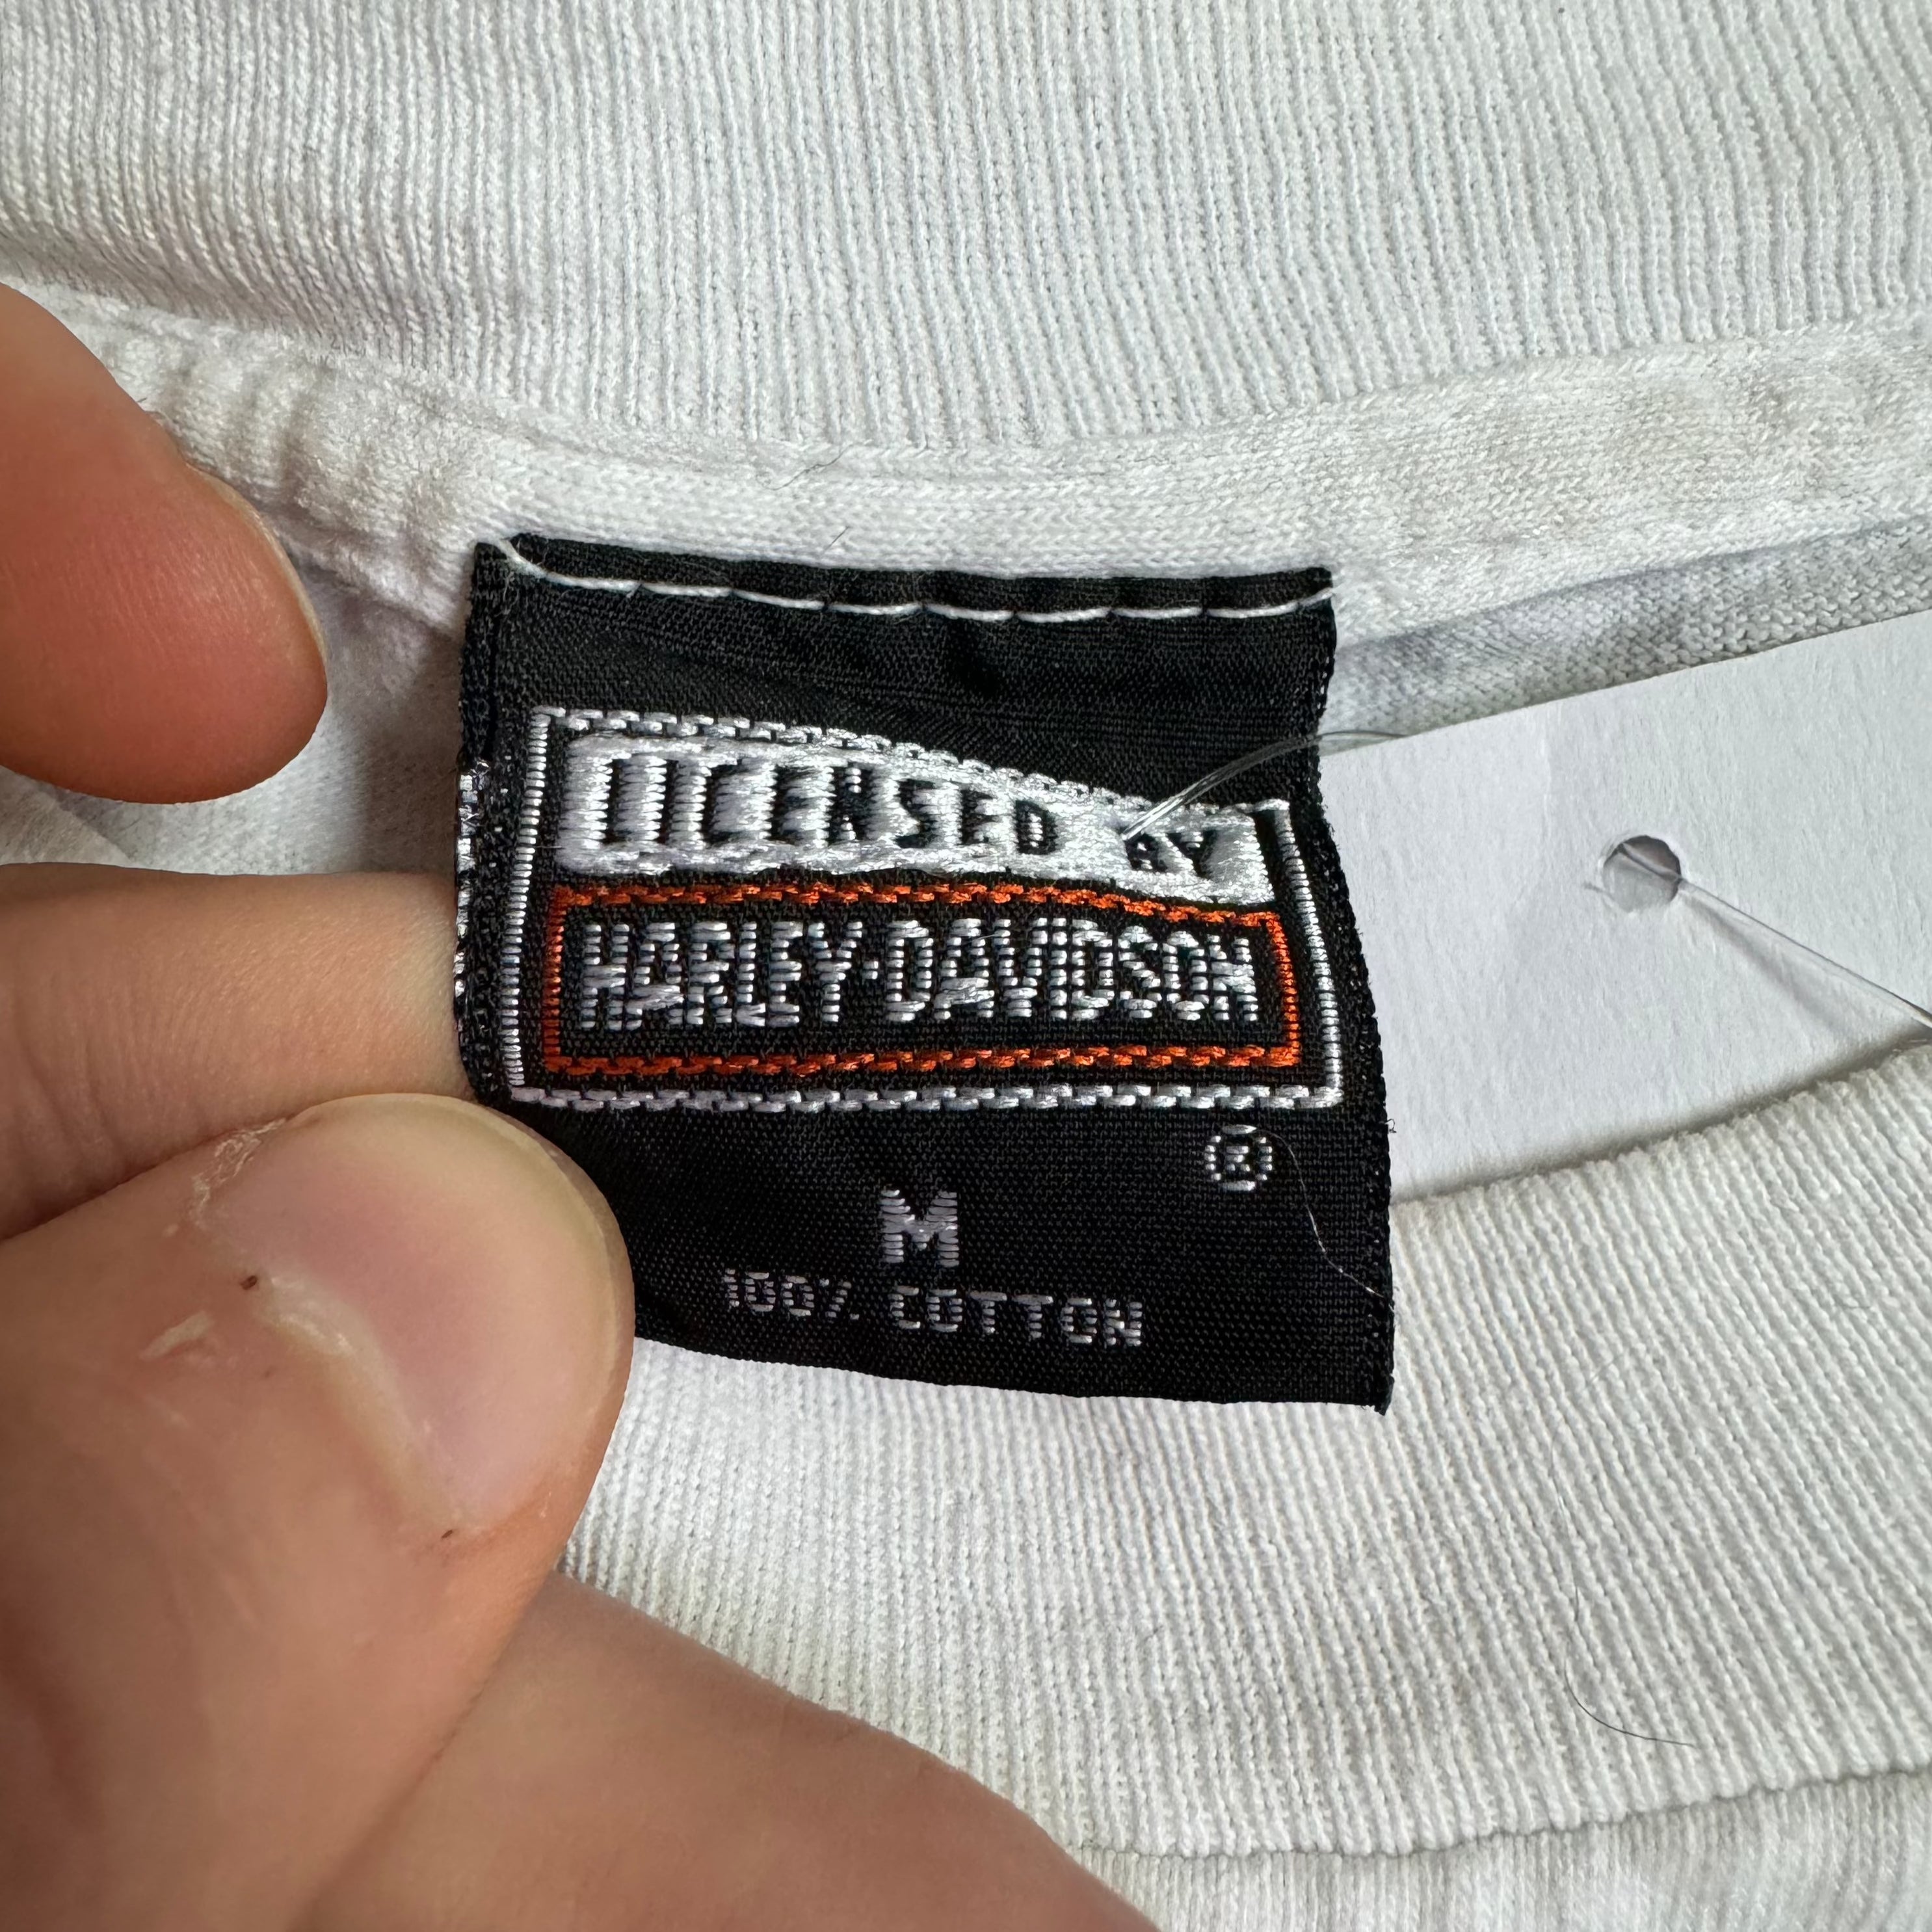 LICENSED BY
HARLEY-DAVIDSON
®
M
100% COTTON